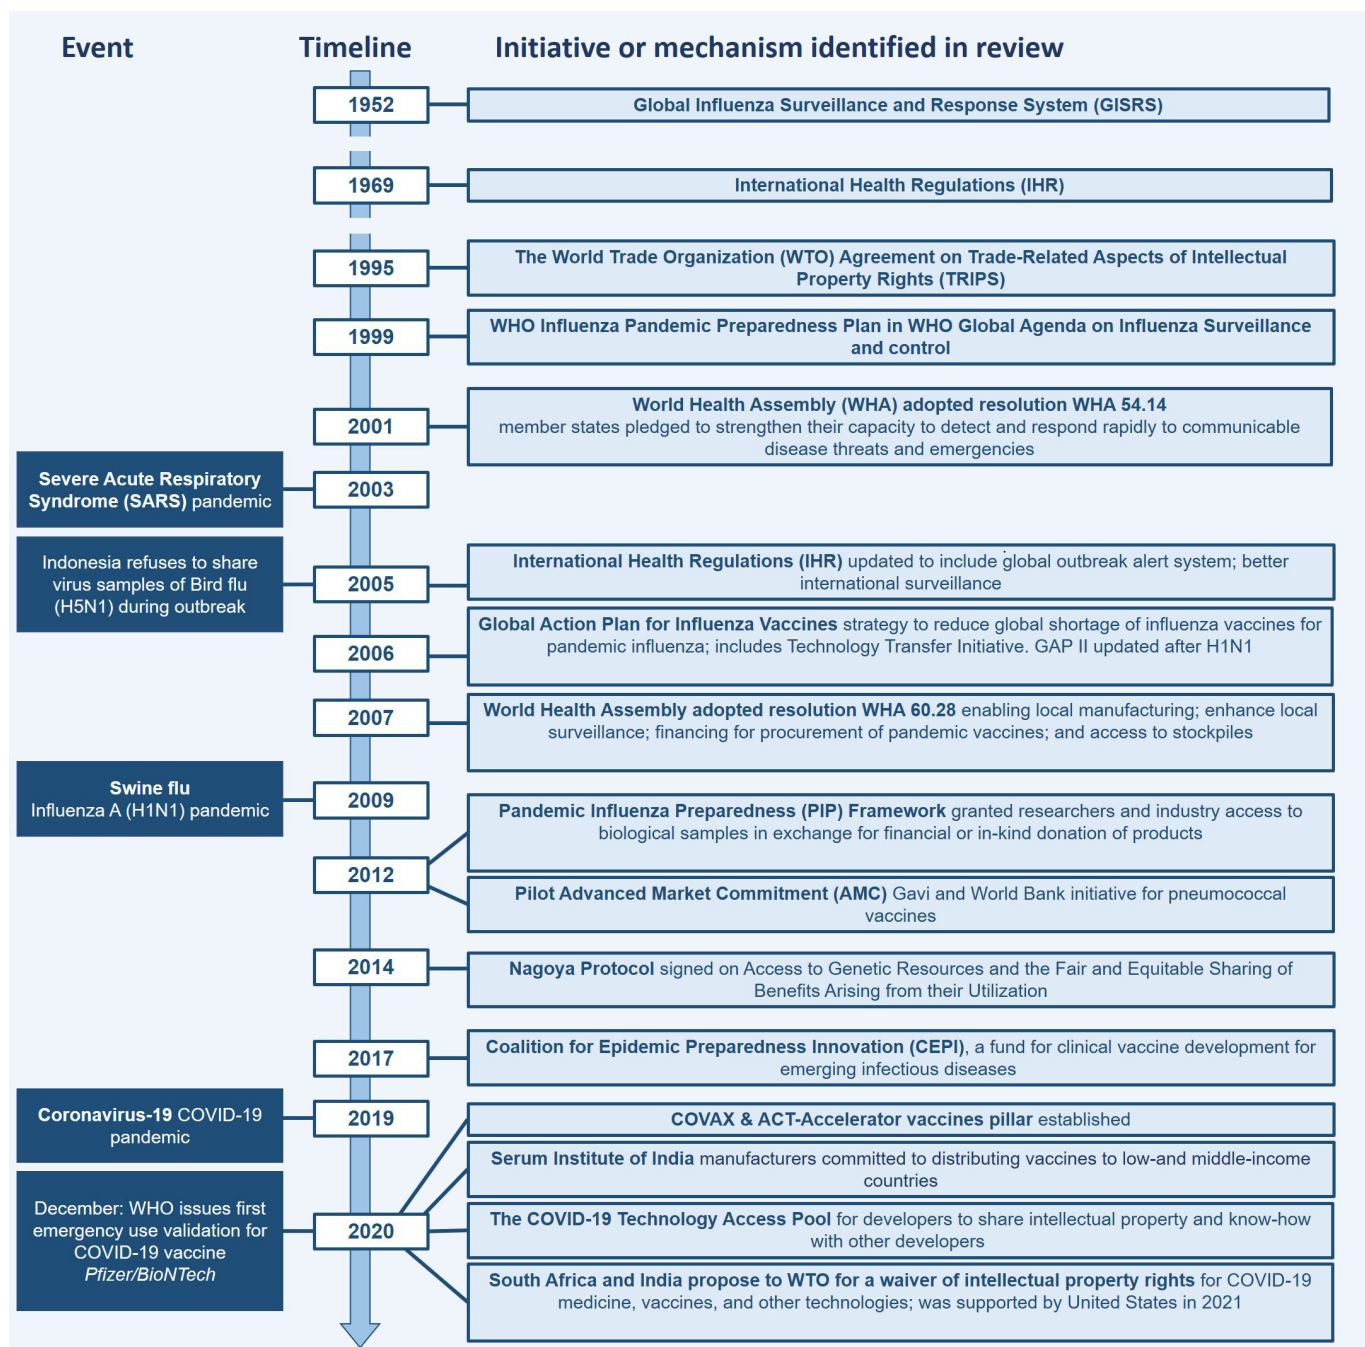 Event
Timeline
Initiative or mechanism identified in review
1952
Global Influenza Surveillance and Response System (GISRS)
1969
International Health Regulations (IHR)
1995
The World Trade Organization (WTO) Agreement on Trade-Related Aspects of Intellectual
Property Rights (TRIPS)
1999
WHO Influenza Pandemic Preparedness Plan in WHO Global Agenda on Influenza Surveillance
and control
2001
World Health Assembly (WHA) adopted resolution WHA 54.14
member states pledged to strengthen their capacity to detect and respond rapidly to communicable
disease threats and emergencies
Severe Acute Respiratory
Syndrome (SARS) pandemic
2003
Indonesia refuses to share
virus samples of Bird flu
(H5N1) during outbreak
2005
International Health Regulations (IHR) updated to include global outbreak alert system; better
international surveillance
2006
Global Action Plan for Influenza Vaccines strategy to reduce global shortage of influenza vaccines for
pandemic influenza; includes Technology Transfer Initiative. GAP II updated after H1N1
2007
World Health Assembly adopted resolution WHA 60.28 enabling local manufacturing; enhance local
surveillance; financing for procurement of pandemic vaccines; and access to stockpiles
Swine flu
Influenza A (H1N1) pandemic
2009
2012
Pandemic Influenza Preparedness (PIP) Framework granted researchers and industry access to
biological samples in exchange for financial or in-kind donation of products
Pilot Advanced Market Commitment (AMC) Gavi and World Bank initiative for pneumococcal
vaccines
2014
Nagoya Protocol signed on Access to Genetic Resources and the Fair and Equitable Sharing of
Benefits Arising from their Utilization
2017
Coalition for Epidemic Preparedness Innovation (CEPI), a fund for clinical vaccine development for
emerging infectious diseases
Coronavirus-19 COVID-19
pandemic
2019
December: WHO issues first
emergency use validation for
COVID-19 vaccine
Pfizer/BioNTech
2020
COVAX & ACT-Accelerator vaccines pillar established
Serum Institute of India manufacturers committed to distributing vaccines to low-and middle-income
countries
The COVID-19 Technology Access Pool for developers to share intellectual property and know-how
with other developers
South Africa and India propose to WTO for a waiver of intellectual property rights for COVID-19
medicine, vaccines, and other technologies; was supported by United States in 2021